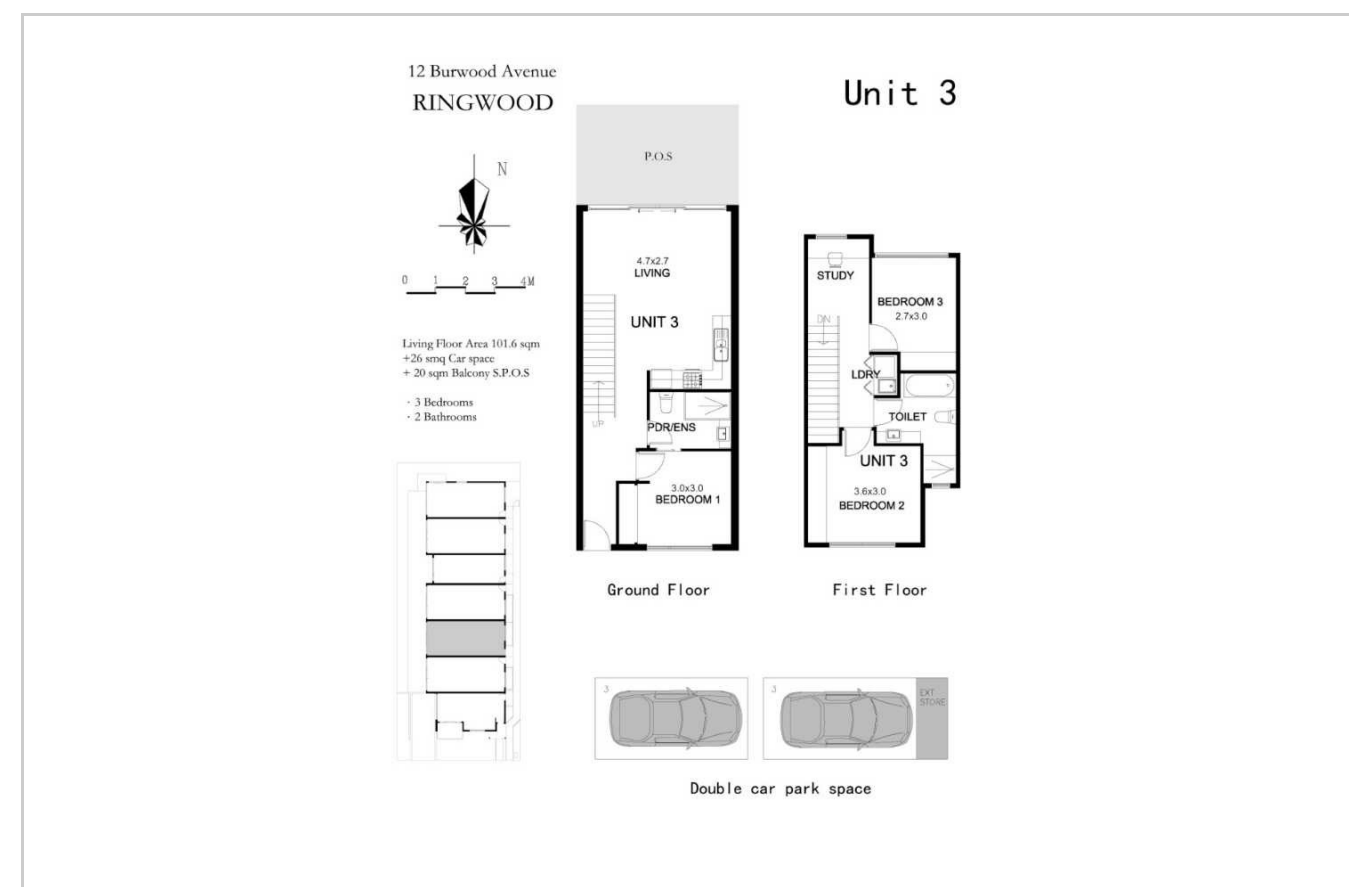 12 Burwood Avenue
RINGWOOD
Unit 3
N
0 1 2 3 4M
Living Floor Area 101.6 sqm
+26 smq Car space
+ 20 sqm Balcony S.P.O.S
· 3 Bedrooms
· 2 Bathrooms
P.O.S
4.7x2.7
LIVING
UNIT 3
UP
PDR/ENS
3.0x3.0
BEDROOM 1
Ground Floor
STUDY
BEDROOM 3
2.7x3.0
DN
LDRY
TOILET
UNIT 3
3.6x3.0
BEDROOM 2
First Floor
3
3
EXT
STORE
Double car park space